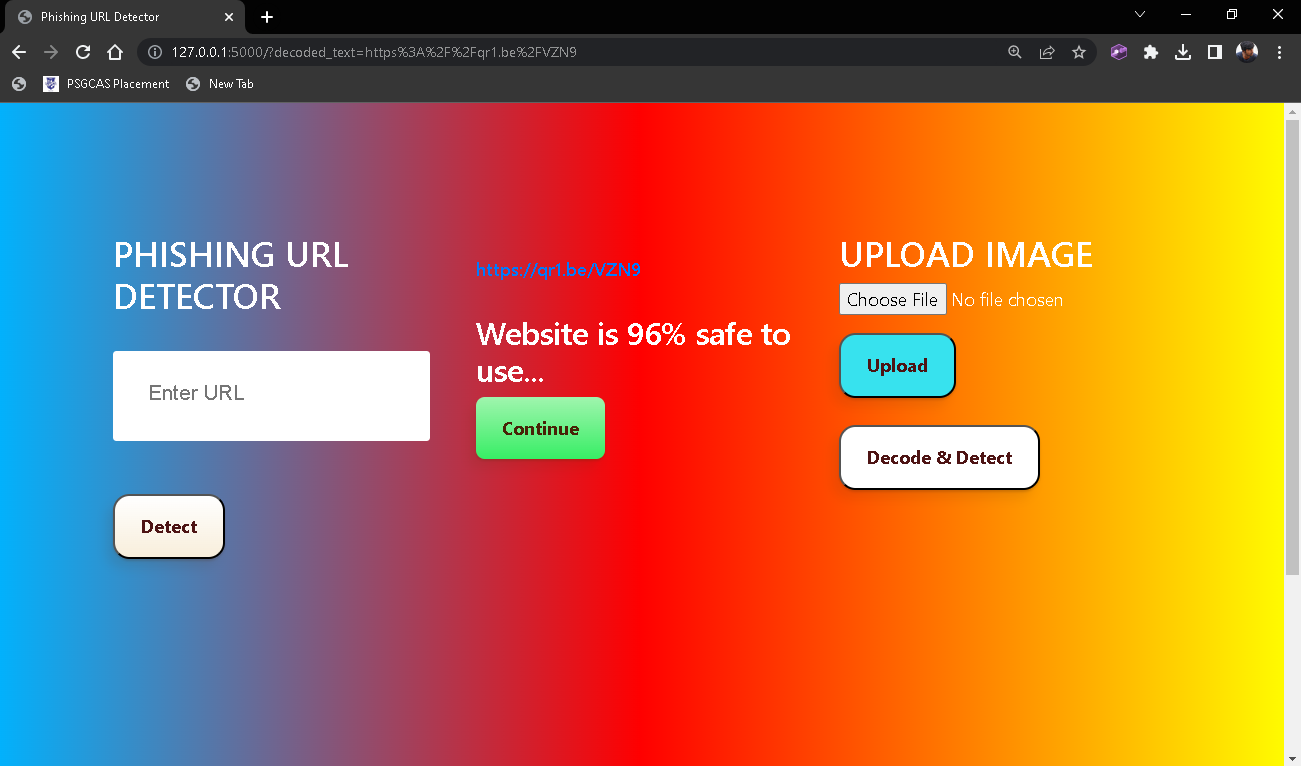 Phishing URL Detector
127.0.0.1:5000/?decoded_text=https%3A%2F%2Fqr1.be%2FVZN9
PSGCAS Placement
New Tab
PHISHING URL
DETECTOR
Enter URL
Detect
https://qr1.be/VZN9
Website is 96% safe to
use...
Continue
UPLOAD IMAGE
Choose File No file chosen
Upload
Decode & Detect